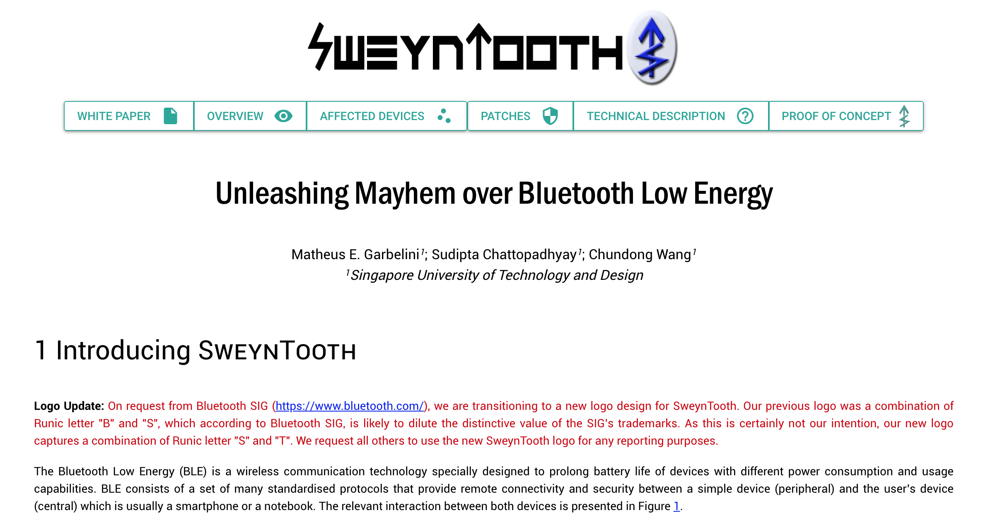 SWEYNTOOTH
WHITE PAPER OVERVIEW AFFECTED DEVICES PATCHES TECHNICAL DESCRIPTION PROOF OF CONCEPT
Unleashing Mayhem over Bluetooth Low Energy
Matheus E. Garbelini¹; Sudipta Chattopadhyay¹; Chundong Wang¹
¹Singapore University of Technology and Design
1 Introducing SWEYNTOOTH
Logo Update: On request from Bluetooth SIG (https://www.bluetooth.com/), we are transitioning to a new logo design for SweynTooth. Our previous logo was a combination of
Runic letter "B" and "S", which according to Bluetooth SIG, is likely to dilute the distinctive value of the SIG's trademarks. As this is certainly not our intention, our new logo
captures a combination of Runic letter "S" and "T". We request all others to use the new SweynTooth logo for any reporting purposes.
The Bluetooth Low Energy (BLE) is a wireless communication technology specially designed to prolong battery life of devices with different power consumption and usage
capabilities. BLE consists of a set of many standardised protocols that provide remote connectivity and security between a simple device (peripheral) and the user's device
(central) which is usually a smartphone or a notebook. The relevant interaction between both devices is presented in Figure 1.